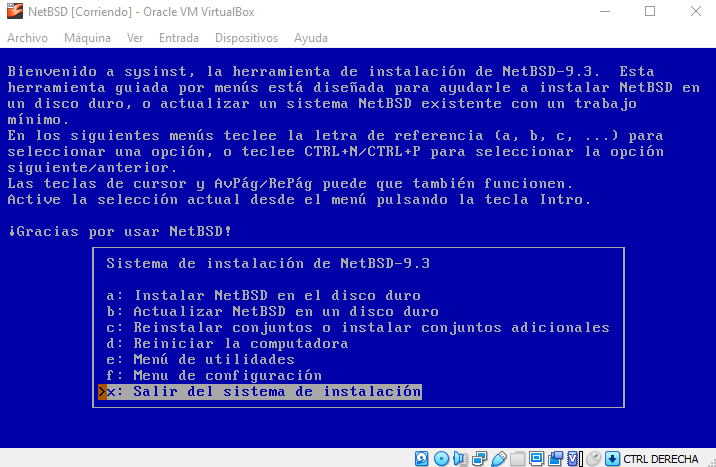 NetBSD [Corriendo] - Oracle VM VirtualBox
Archivo Máquina Ver Entrada Dispositivos Ayuda
Bienvenido a sysinst, la herramienta de instalación de NetBSD-9.3. Esta
herramienta guiada por menús está diseñada para ayudarle a instalar NetBSD en
un disco duro, o actualizar un sistema NetBSD existente con un trabajo
mínimo.
En los siguientes menús teclee la letra de referencia (a, b, c, ...) para
seleccionar una opción, o teclee CTRL+N/CTRL+P para seleccionar la opción
siguiente/anterior.
Las teclas de cursor y AvPág/RePág puede que también funcionen.
Active la selección actual desde el menú pulsando la tecla Intro.
¡Gracias por usar NetBSD!
Sistema de instalación de NetBSD-9.3
a: Instalar NetBSD en el disco duro
b: Actualizar NetBSD en un disco duro
c: Reinstalar conjuntos o instalar conjuntos adicionales
d: Reiniciar la computadora
e: Menú de utilidades
f: Menu de configuración
>x: Salir del sistema de instalación
CTRL DERECHA